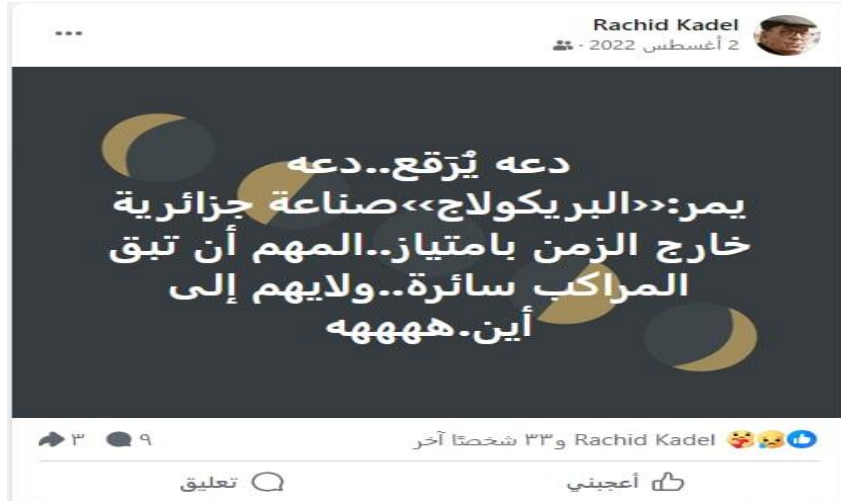 Rachid Kadel
2 أغسطس 2022 ·
دعه يُرَقع..دعه
يمر:<<البريكولاج>>صناعة جزائرية
خارج الزمن بامتياز..المهم أن تبق
المراكب سائرة..ولايهم إلى
أين.ههههه
Rachid Kadel و٣٣ شخصًا آخر
٩ ٣
أعجبني
تعليق